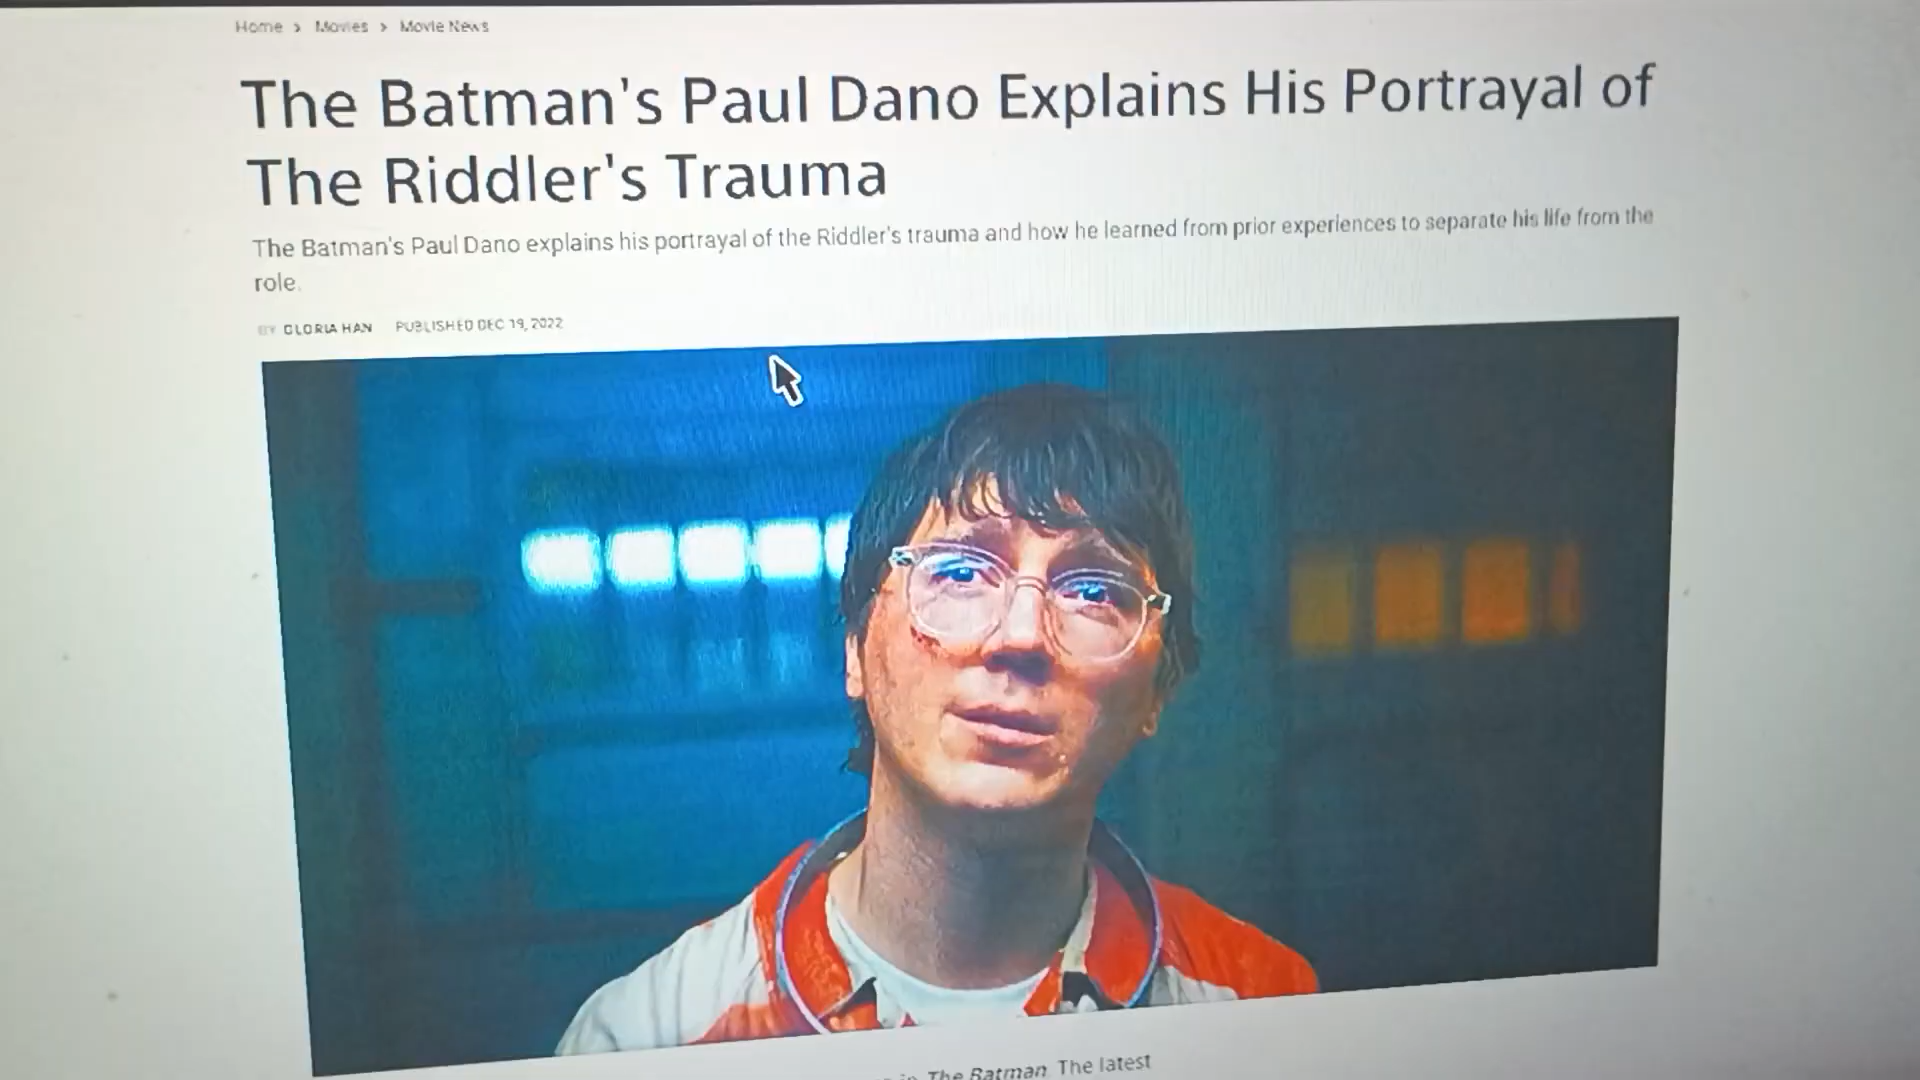 Home > Movies > Movie News
The Batman's Paul Dano Explains His Portrayal of
The Riddler's Trauma
The Batman's Paul Dano explains his portrayal of the Riddler's trauma and how he learned from prior experiences to separate his life from the
role.
BY GLORIA HAN PUBLISHED DEC 19, 2022
in The Batman. The latest